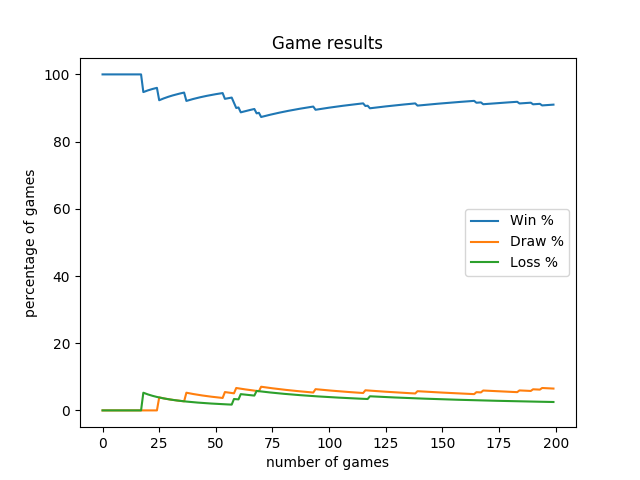 Game results
percentage of games
100
80
60
40
20
0
Win %
Draw %
Loss %
0 25 50 75 100 125 150 175 200
number of games